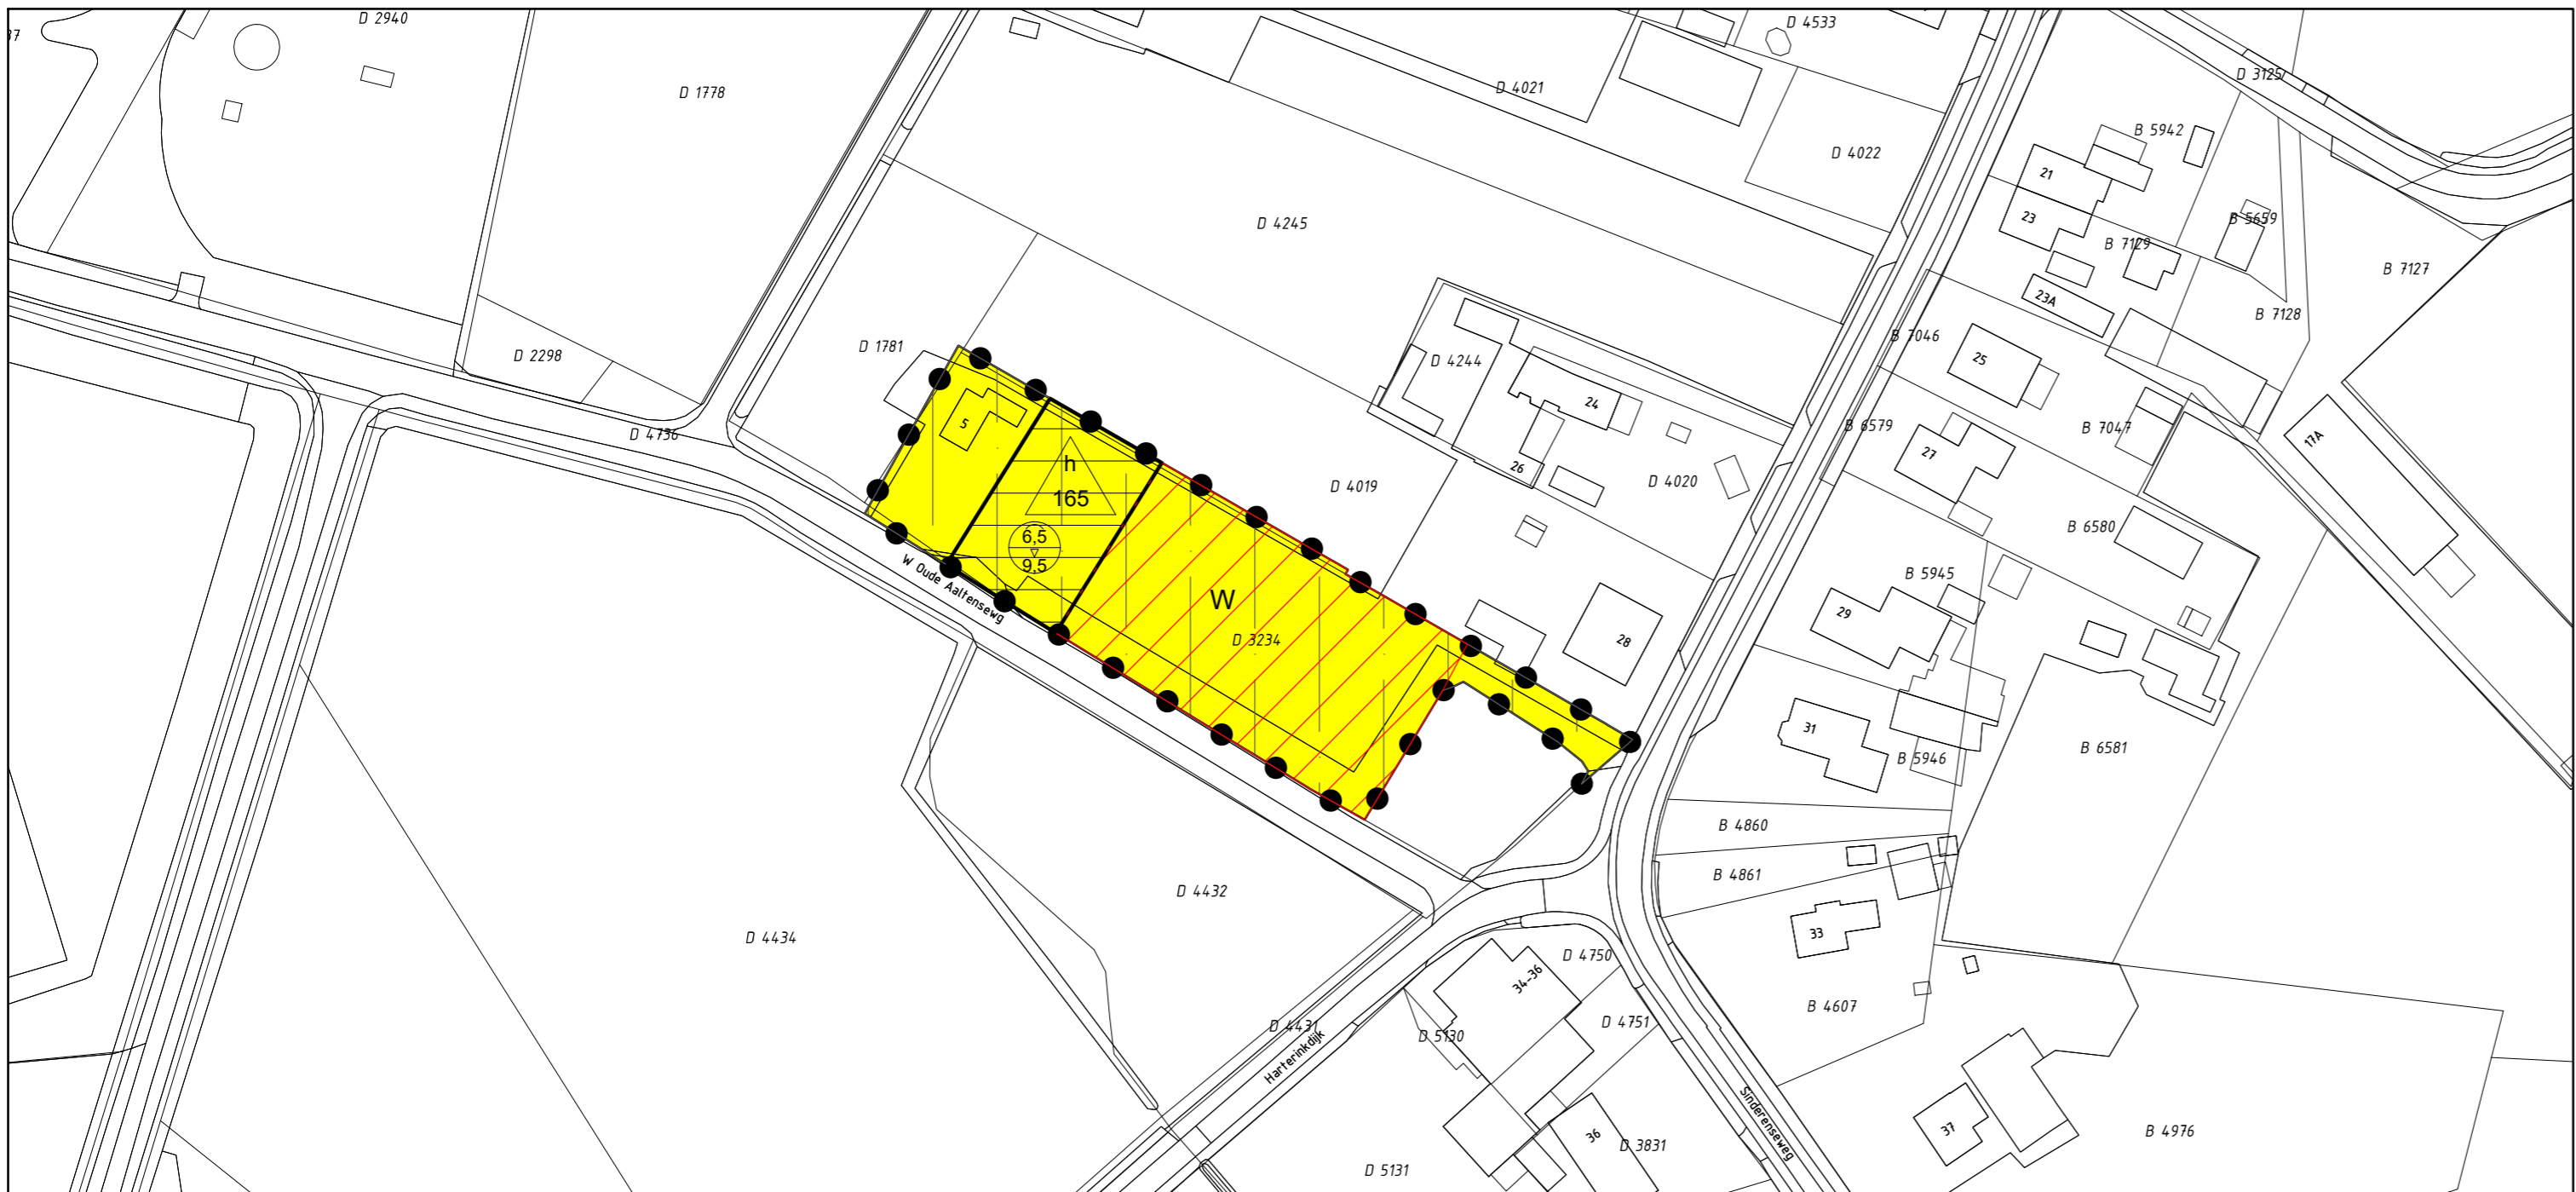 D 2940
37
D 1778
D 4533
D 4021
D 3125
D 4022
B 5942
21
23
B 5659
B 7129
D 4245
B 7127
23A
B 7128
B 7046
D 2298
D 1781
D 4244
25
24
B 6579
B 7047
17A
5
D 4736
27
26
h
165
D 4019
D 4020
B 6580
6,5
9,5
W Oude Aaltenseweg
B 5945
W
29
D 3234
28
31
B 5946
B 6581
B 4860
B 4861
D 4432
D 4434
33
D 4750
34-36
B 4607
D 4431
D 5130
D 4751
Harterinkdijk
Sinderenseweg
37
36
D 3831
B 4976
D 5131